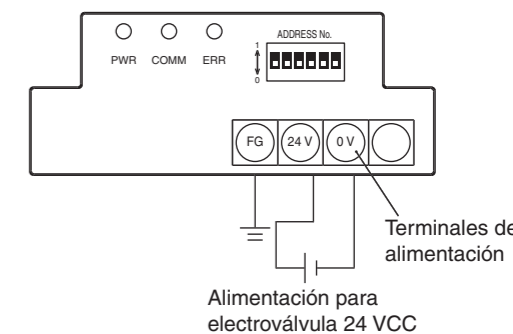 ADDRESS No.
1
0
PWR COMM ERR
FG 24 V 0 V
Terminales de
alimentación
Alimentación para
electroválvula 24 VCC